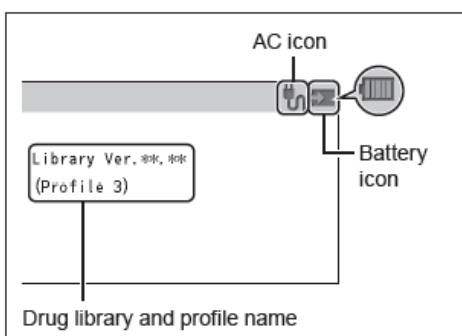 AC icon
Library Ver.**.**
(Profile 3)
Battery
icon
Drug library and profile name